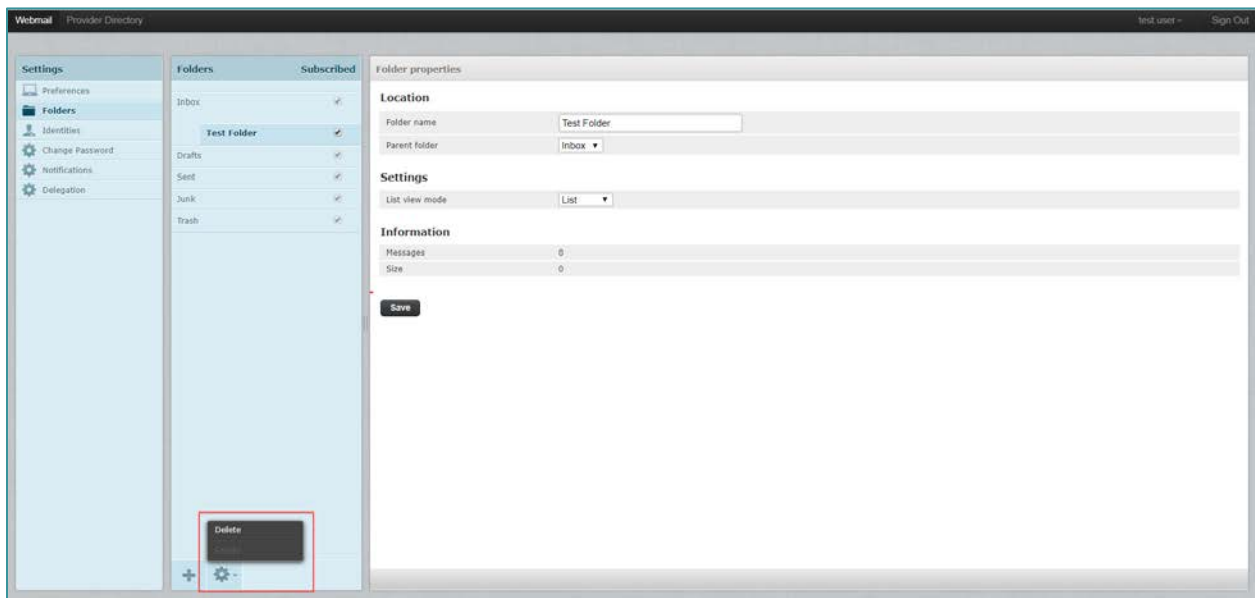 Webmail Provider Directory test user Sign Out
Settings
Preferences
Folders
Identities
Change Password
Notifications
Delegation
Folders Subscribed
Inbox
Test Folder
Drafts
Sent
Junk
Trash
Delete
Folder properties
Location
Folder name Test Folder
Parent folder Inbox
Settings
List view mode List
Information
Messages 0
Size 0
Save